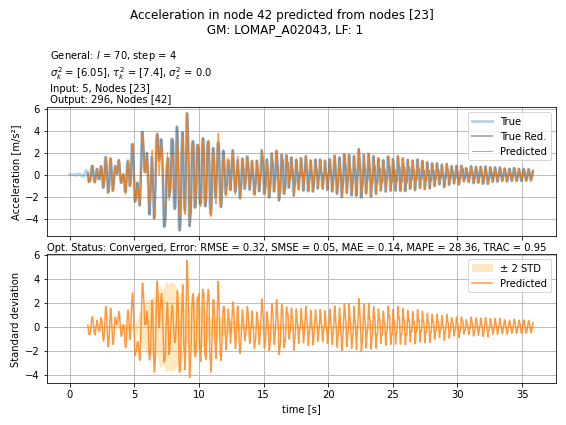 Acceleration in node 42 predicted from nodes [23]
GM: LOMAP_A02043, LF: 1
General: l = 70, step = 4
σ²ₖ = [6.05], τ²ₖ = [7.4], σ²ε = 0.0
Input: 5, Nodes [23]
Output: 296, Nodes [42]
6
4
2
0
−2
−4
Acceleration [m/s²]
True
True Red.
Predicted
Opt. Status: Converged, Error: RMSE = 0.32, SMSE = 0.05, MAE = 0.14, MAPE = 28.36, TRAC = 0.95
6
4
2
0
−2
−4
Standard deviation
± 2 STD
Predicted
0 5 10 15 20 25 30 35
time [s]